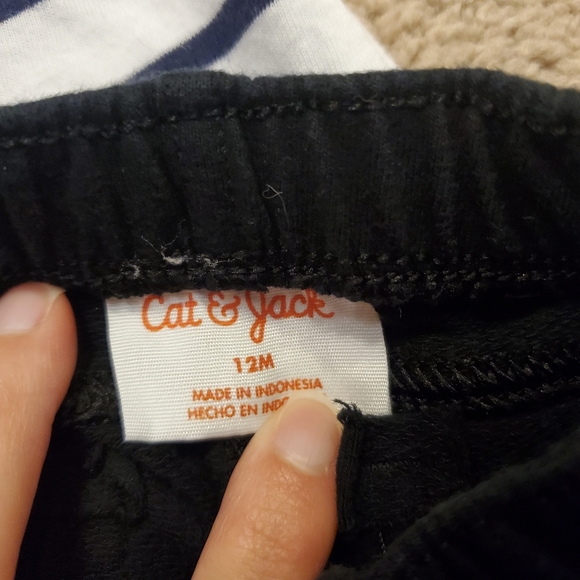 Cat & Jack
12M
MADE IN INDONESIA
HECHO EN